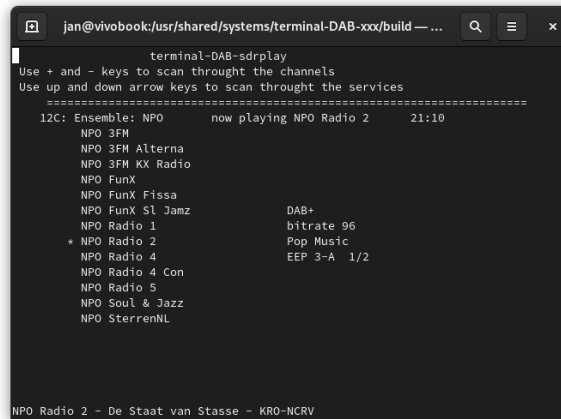 jan@vivobook:/usr/shared/systems/terminal-DAB-xxx/build — ...
terminal-DAB-sdrplay
Use + and - keys to scan throught the channels
Use up and down arrow keys to scan throught the services
======================================================================
12C: Ensemble: NPO now playing NPO Radio 2 21:10
NPO 3FM
NPO 3FM Alterna
NPO 3FM KX Radio
NPO FunX
NPO FunX Fissa
NPO FunX Sl Jamz DAB+
NPO Radio 1 bitrate 96
* NPO Radio 2 Pop Music
NPO Radio 4 EEP 3-A 1/2
NPO Radio 4 Con
NPO Radio 5
NPO Soul & Jazz
NPO SterrenNL
NPO Radio 2 - De Staat van Stasse - KRO-NCRV